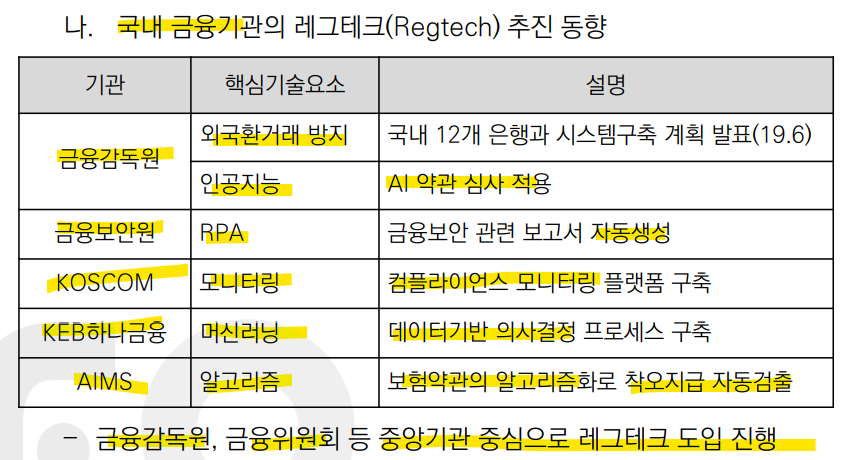 나. 국내 금융기관의 레그테크(Regtech) 추진 동향
기관 핵심기술요소 설명
금융감독원
외국환거래 방지 국내 12개 은행과 시스템구축 계획 발표(19.6)
인공지능 AI 약관 심사 적용
금융보안원 RPA 금융보안 관련 보고서 자동생성
KOSCOM 모니터링 컴플라이언스 모니터링 플랫폼 구축
KEB하나금융 머신러닝 데이터기반 의사결정 프로세스 구축
AIMS 알고리즘 보험약관의 알고리즘화로 착오지급 자동검출
- 금융감독원, 금융위원회 등 중앙기관 중심으로 레그테크 도입 진행